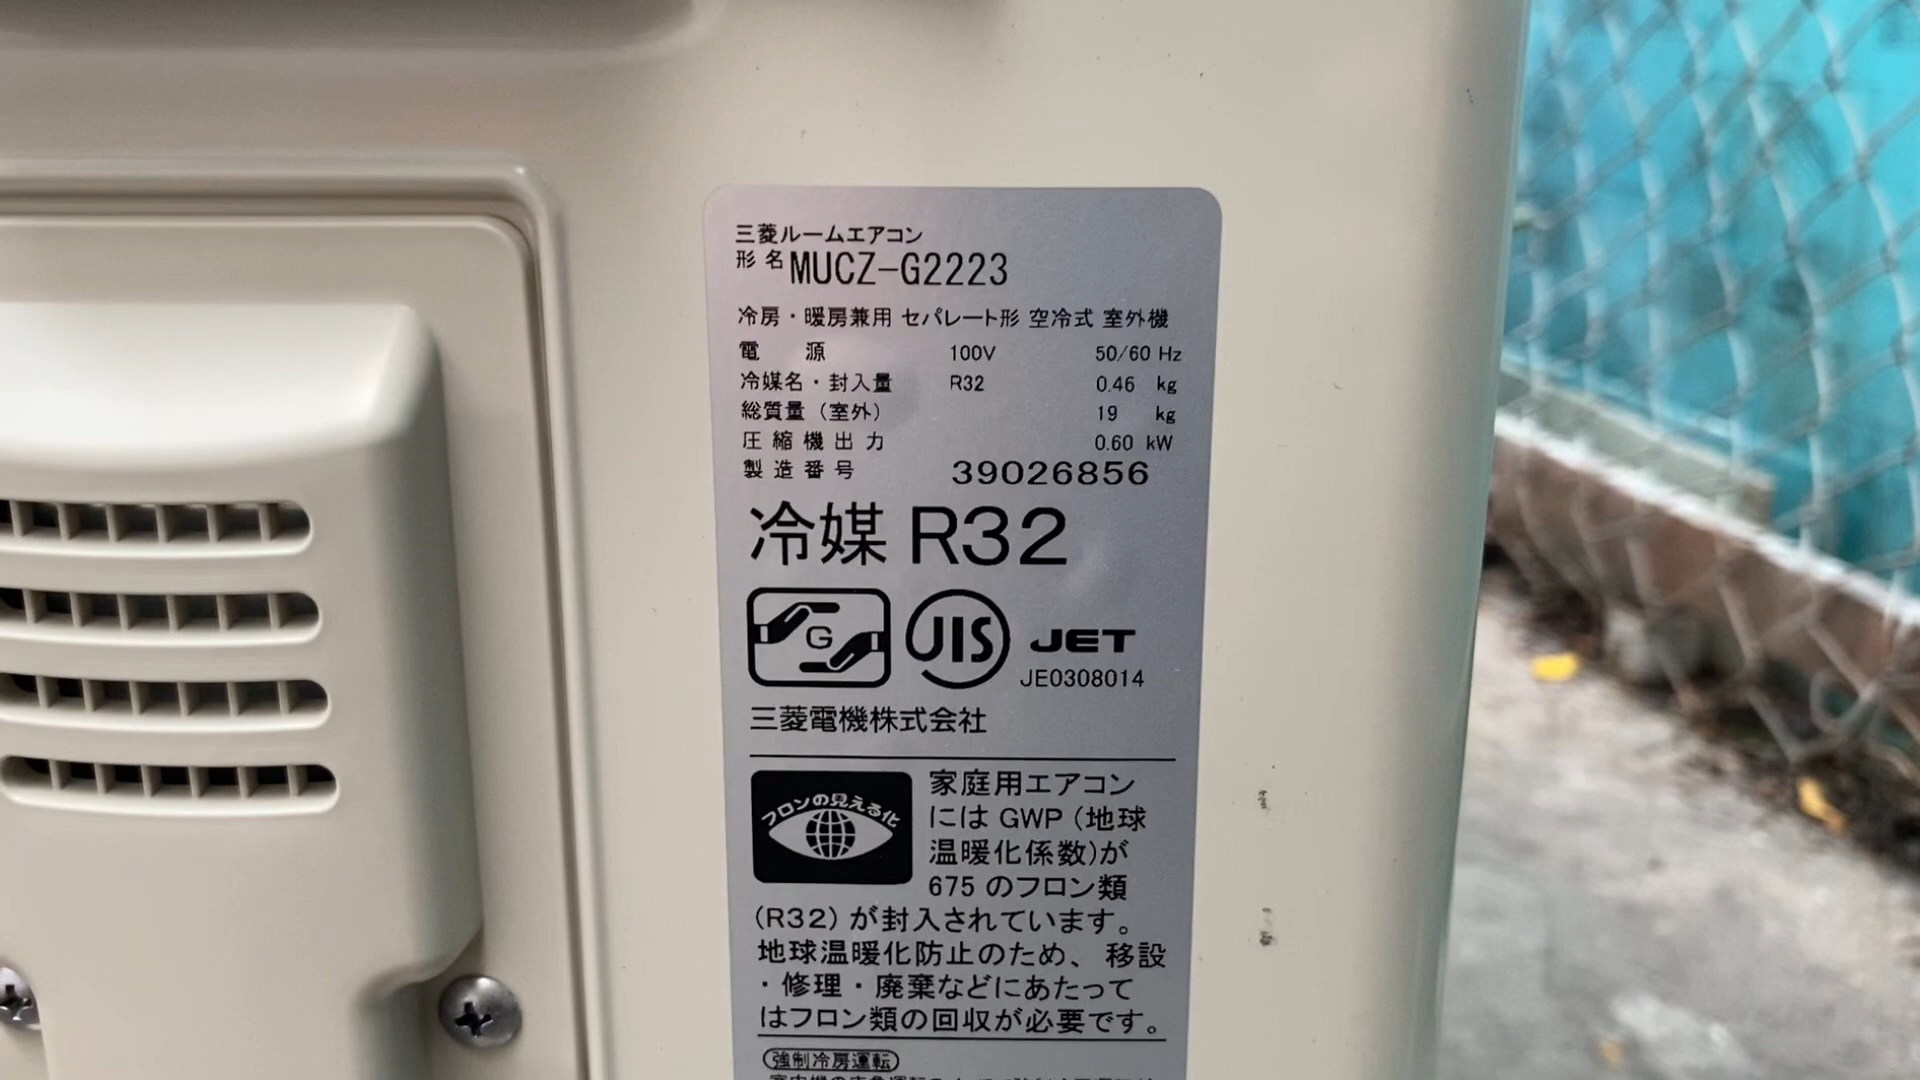 三菱ルームエアコン
形名 MUCZ-G2223
冷房・暖房兼用 セパレート形 空冷式 室外機
電源 100V 50/60 Hz
冷媒名・封入量 R32 0.46 kg
総質量（室外） 19 kg
圧縮機出力 0.60 kW
製造番号 39026856
冷媒 R32
G JIS JET
JE0308014
三菱電機株式会社
フロンの見える化
家庭用エアコン
には GWP（地球
温暖化係数)が
675 のフロン類
（R32）が封入されています。
地球温暖化防止のため、移設
・修理・廃棄などにあたって
はフロン類の回収が必要です。
強制冷房運転